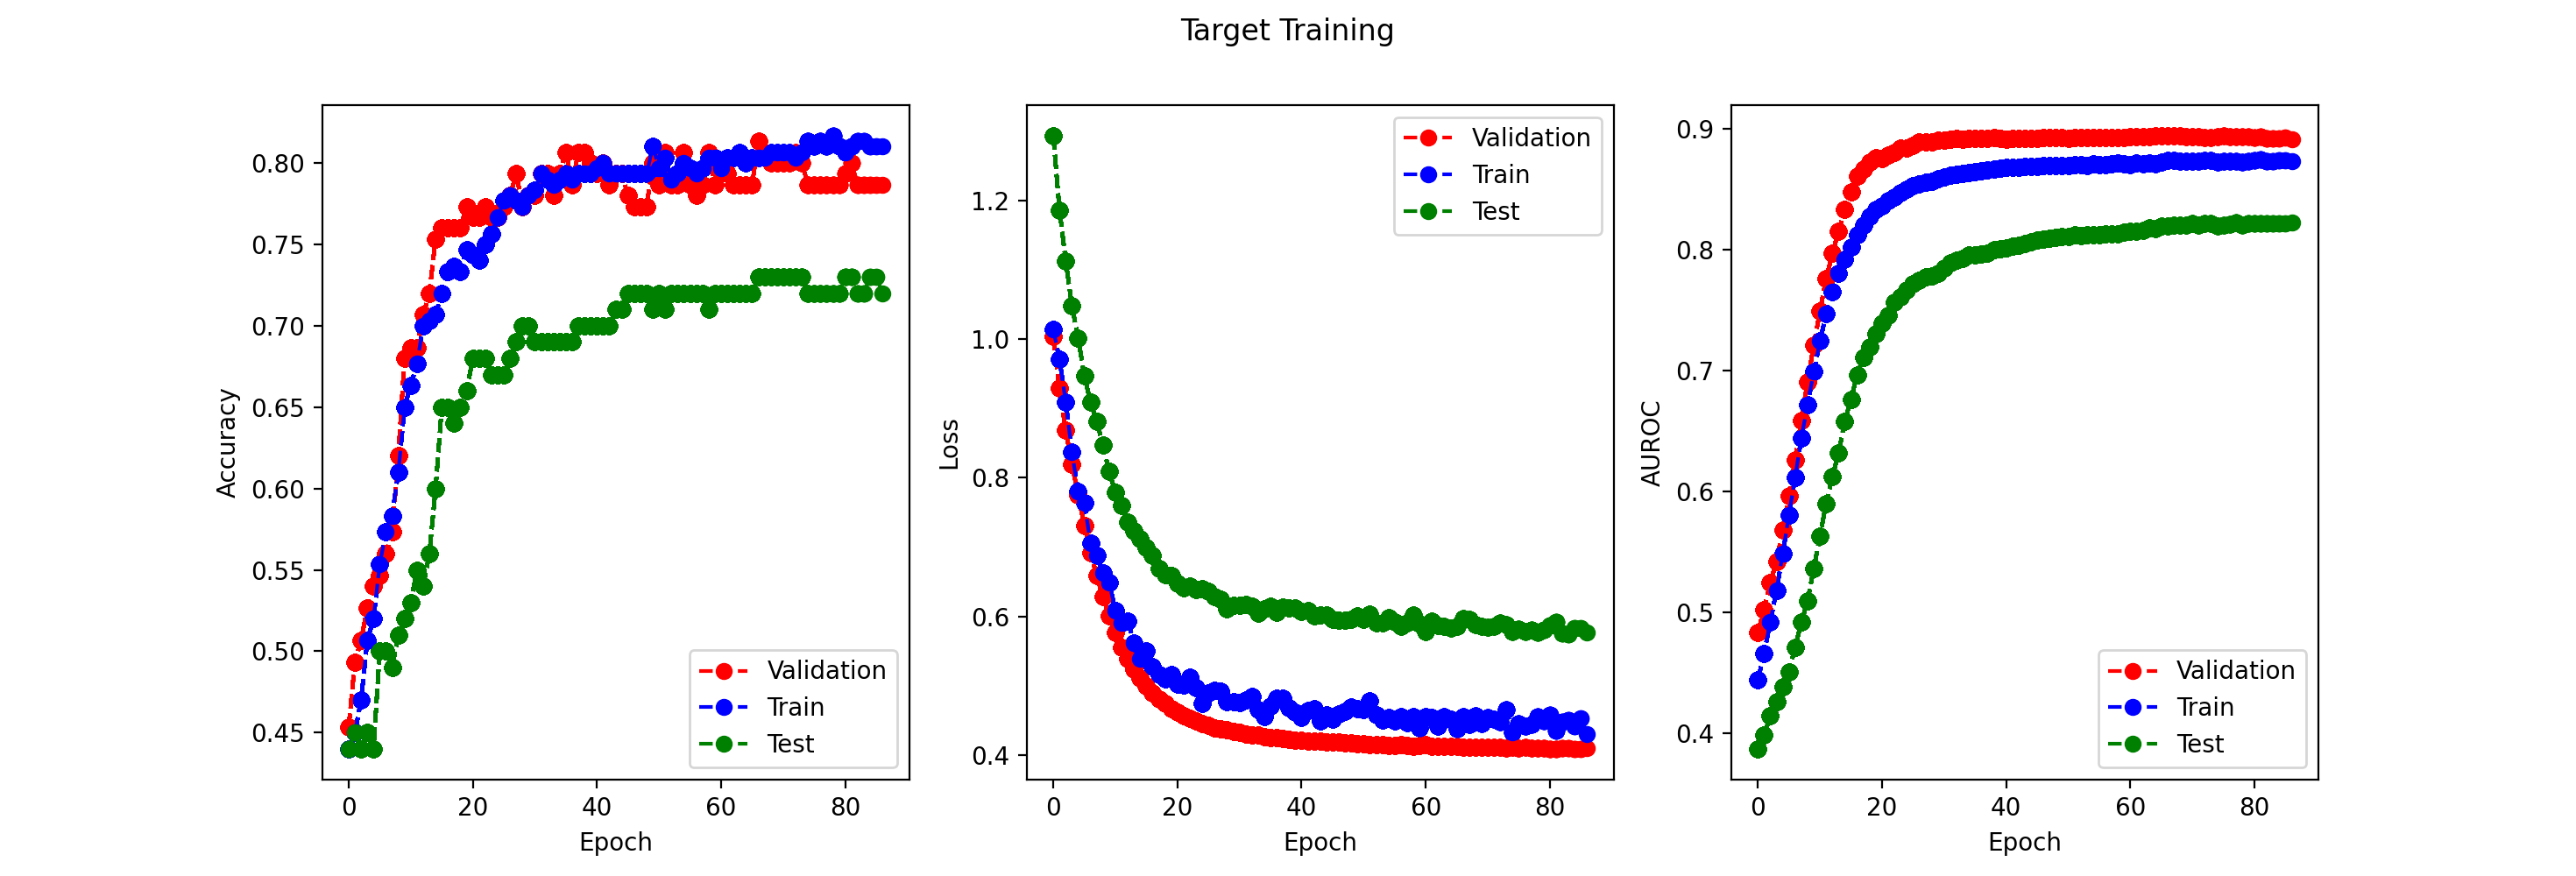 Target Training
Accuracy
0.80
0.75
0.70
0.65
0.60
0.55
0.50
0.45
0 20 40 60 80
Epoch
Validation
Train
Test
Loss
1.2
1.0
0.8
0.6
0.4
0 20 40 60 80
Epoch
Validation
Train
Test
AUROC
0.9
0.8
0.7
0.6
0.5
0.4
0 20 40 60 80
Epoch
Validation
Train
Test